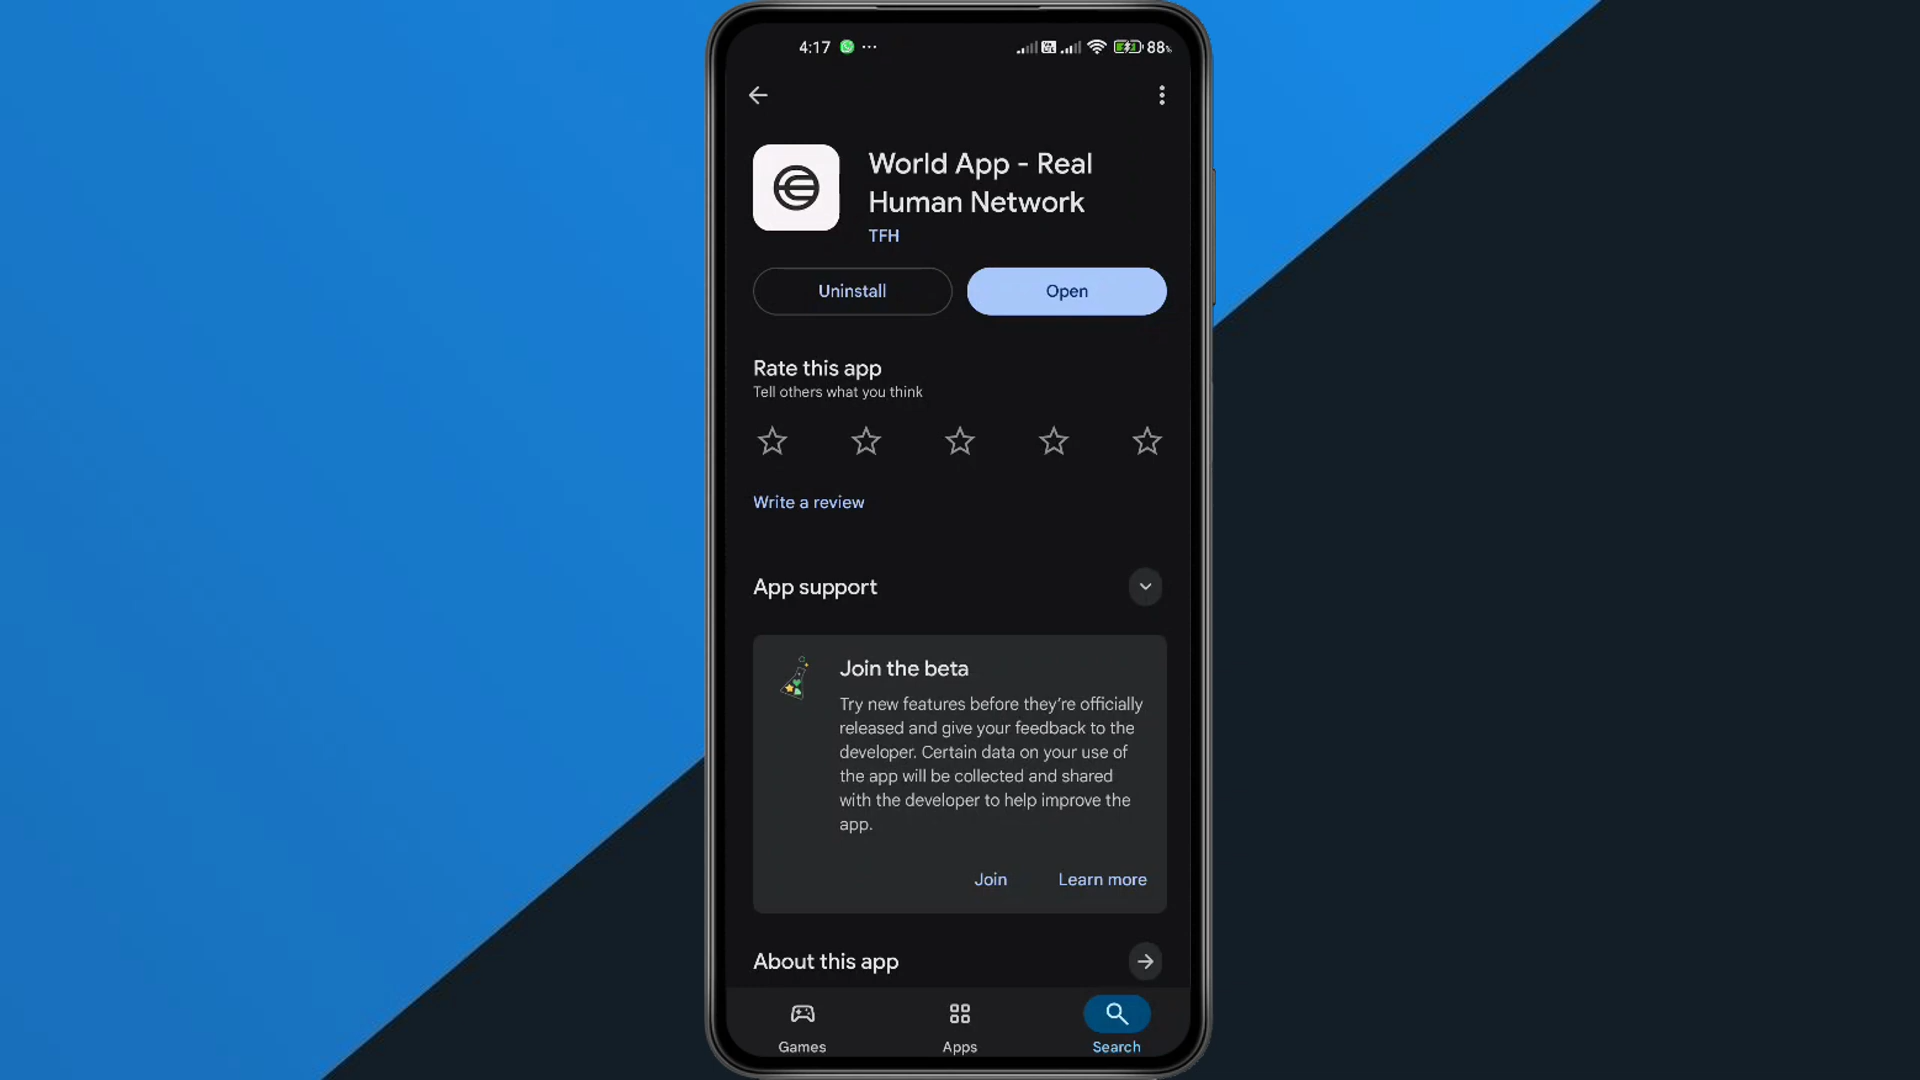 4:17 ... 88%
World App - Real
Human Network
TFH
Uninstall
Open
Rate this app
Tell others what you think
Write a review
App support
Join the beta
Try new features before they're officially
released and give your feedback to the
developer. Certain data on your use of
the app will be collected and shared
with the developer to help improve the
app.
Join
Learn more
About this app
Games
Apps
Search